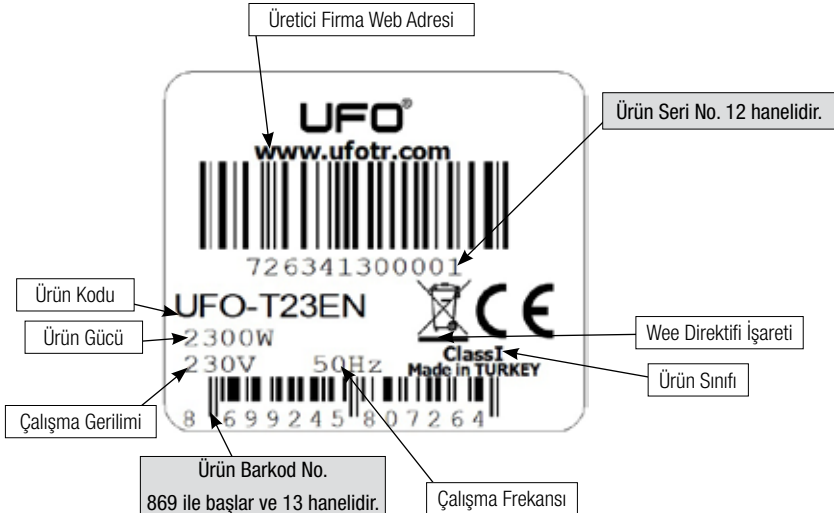 Üretici Firma Web Adresi
UFO®
www.ufotr.com
Ürün Seri No. 12 hanelidir.
726341300001
Ürün Kodu
UFO-T23EN
CE
Ürün Gücü
2300W
Wee Direktifi İşareti
230V 50Hz
ClassI
Made in TURKEY
Ürün Sınıfı
Çalışma Gerilimi
8 699245 807264
Ürün Barkod No.
869 ile başlar ve 13 hanelidir.
Çalışma Frekansı